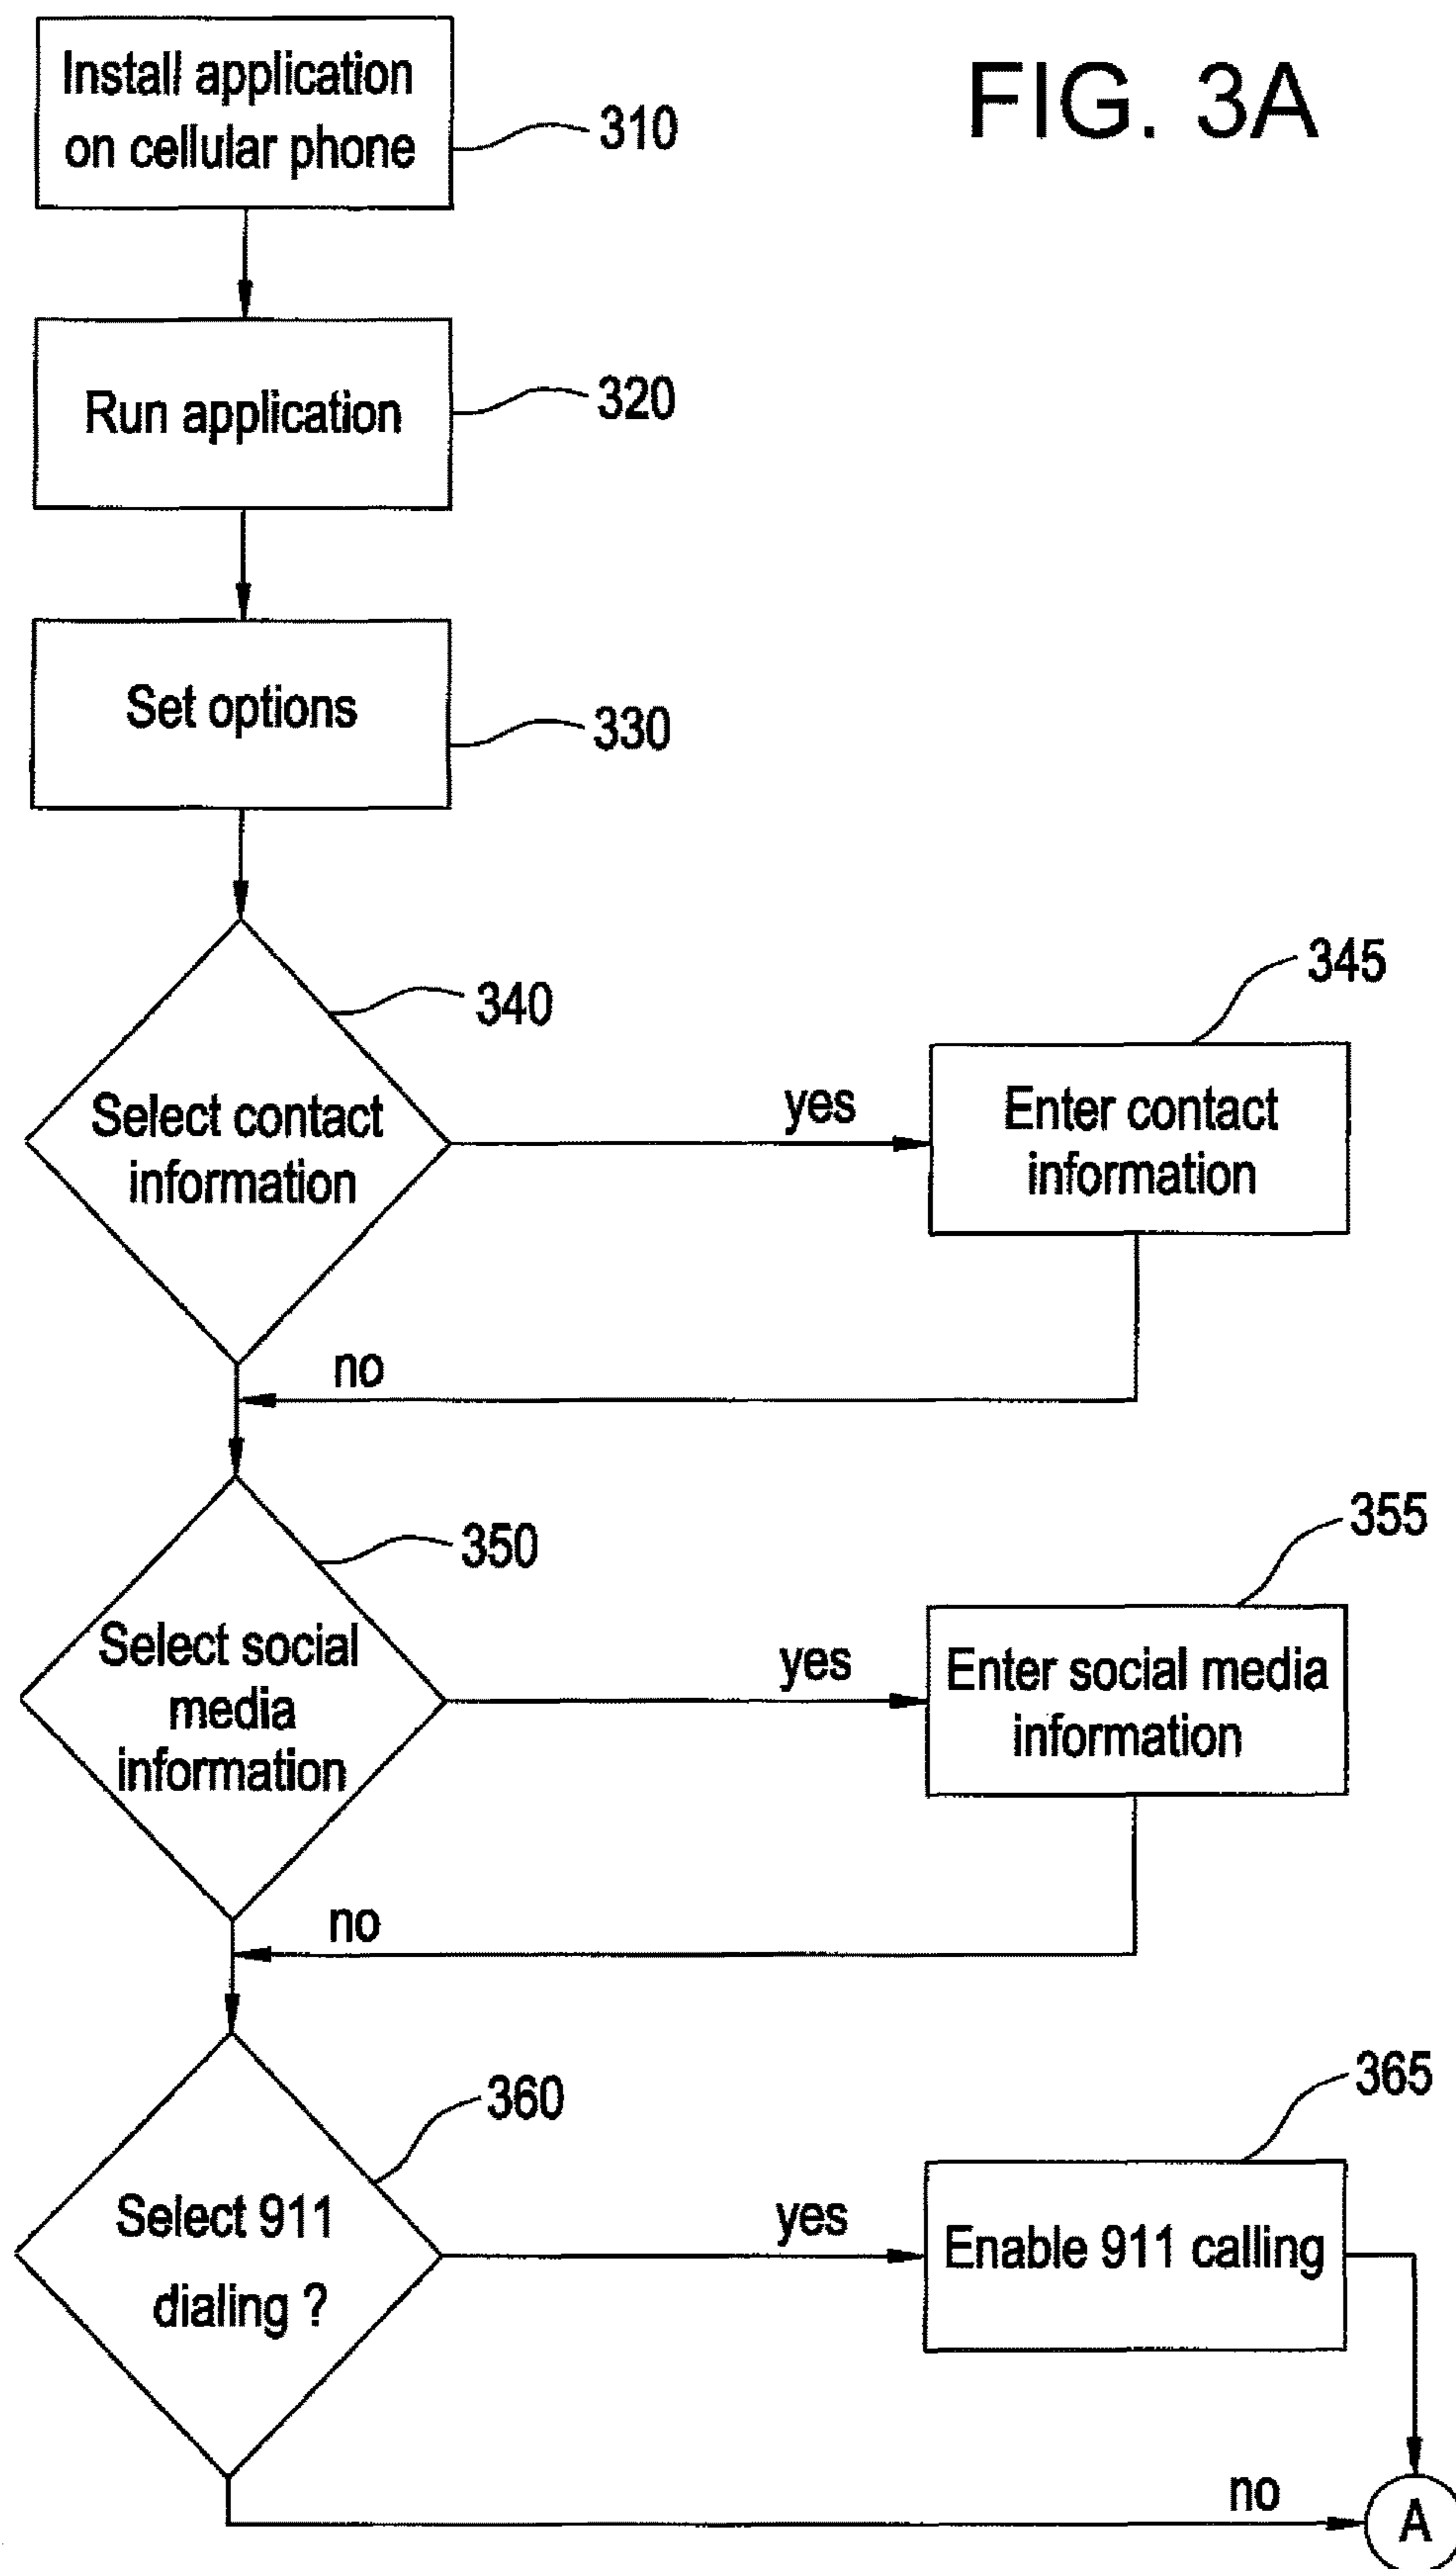 FIG. 3A
Install application
on cellular phone
310
Run application
320
Set options
330
340
Select contact
information
yes
345
Enter contact
information
no
350
Select social
media
information
yes
355
Enter social media
information
no
360
Select 911
dialing ?
yes
365
Enable 911 calling
no
A